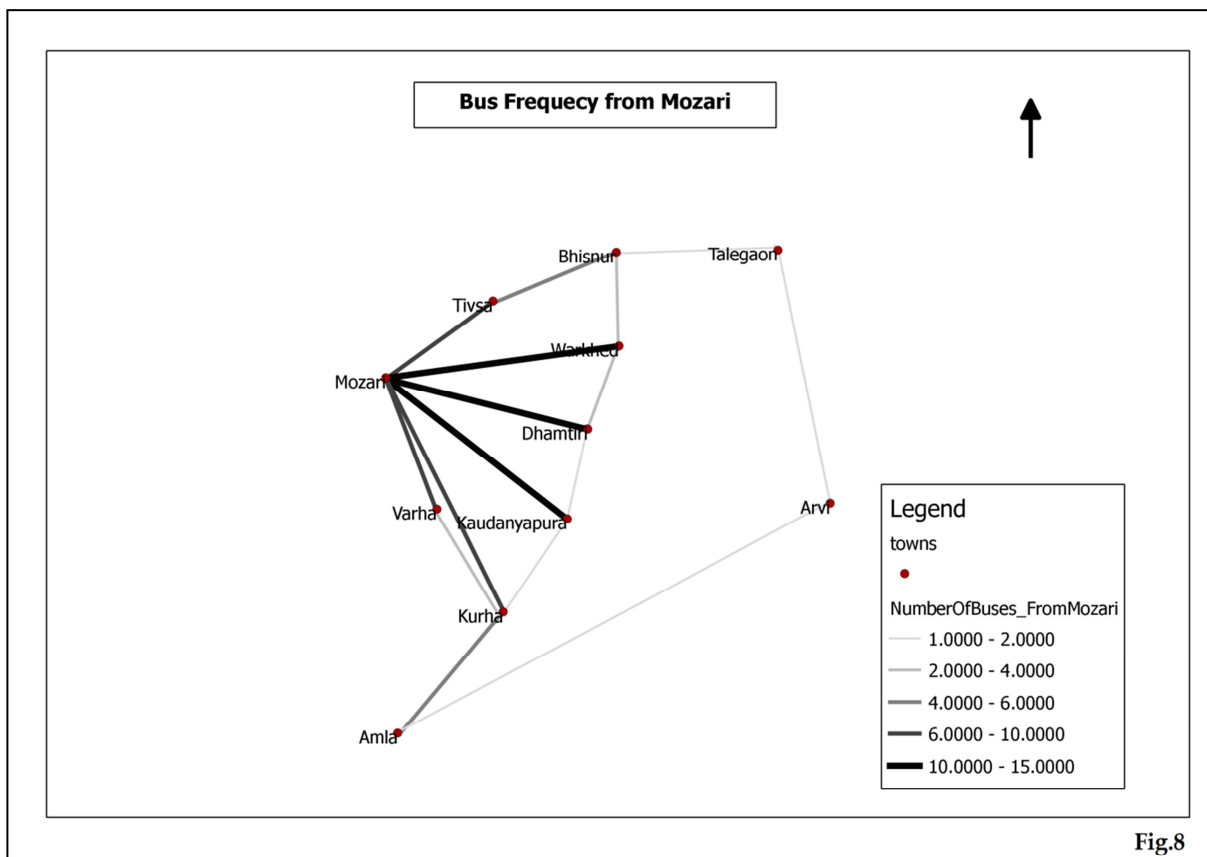 Bus Frequecy from Mozari
Bhisnur
Talegaon
Tivsa
Warkhed
Mozari
Dhamtiri
Varha
Kaudanyapura
Arvi
Kurha
Amla
Legend
towns
NumberOfBuses_FromMozari
1.0000 - 2.0000
2.0000 - 4.0000
4.0000 - 6.0000
6.0000 - 10.0000
10.0000 - 15.0000
Fig.8